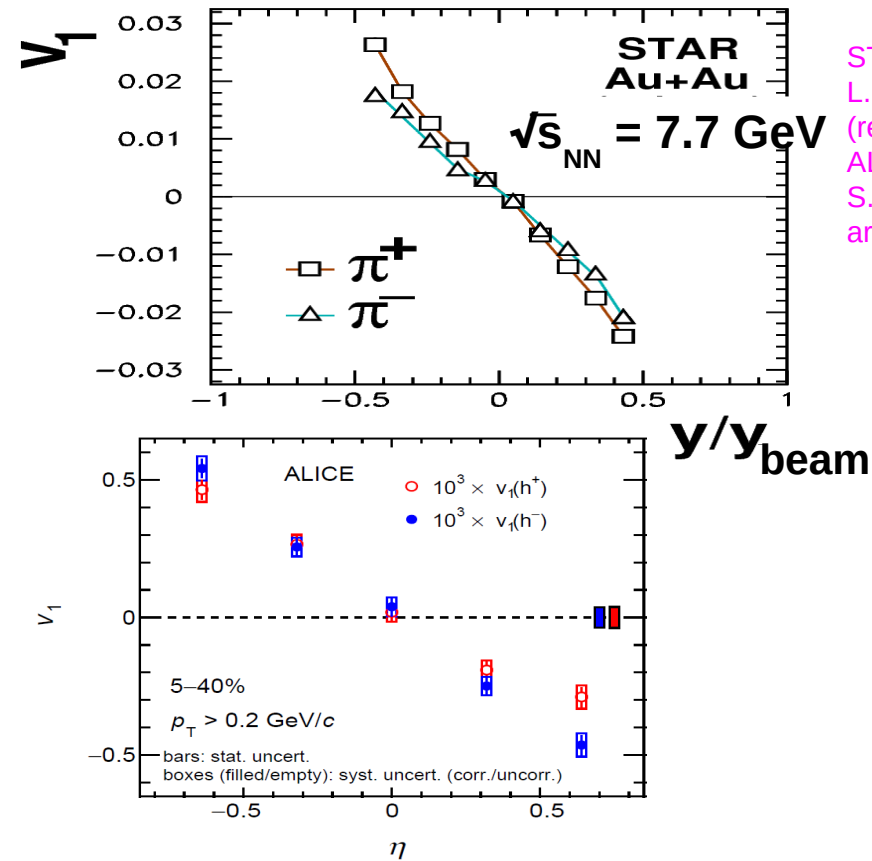 V1
0.03
0.02
0.01
0
−0.01
−0.02
−0.03
STAR
Au+Au
√sNN = 7.7 GeV
π+
π−
−1
−0.5
0
0.5
1
y/ybeam
L.
(re
AL
S.
ar
ALICE
10³ × v1(h+)
10³ × v1(h−)
0.5
0
−0.5
v1
5–40%
pT > 0.2 GeV/c
bars: stat. uncert.
boxes (filled/empty): syst. uncert. (corr./uncorr.)
−0.5
0
0.5
η